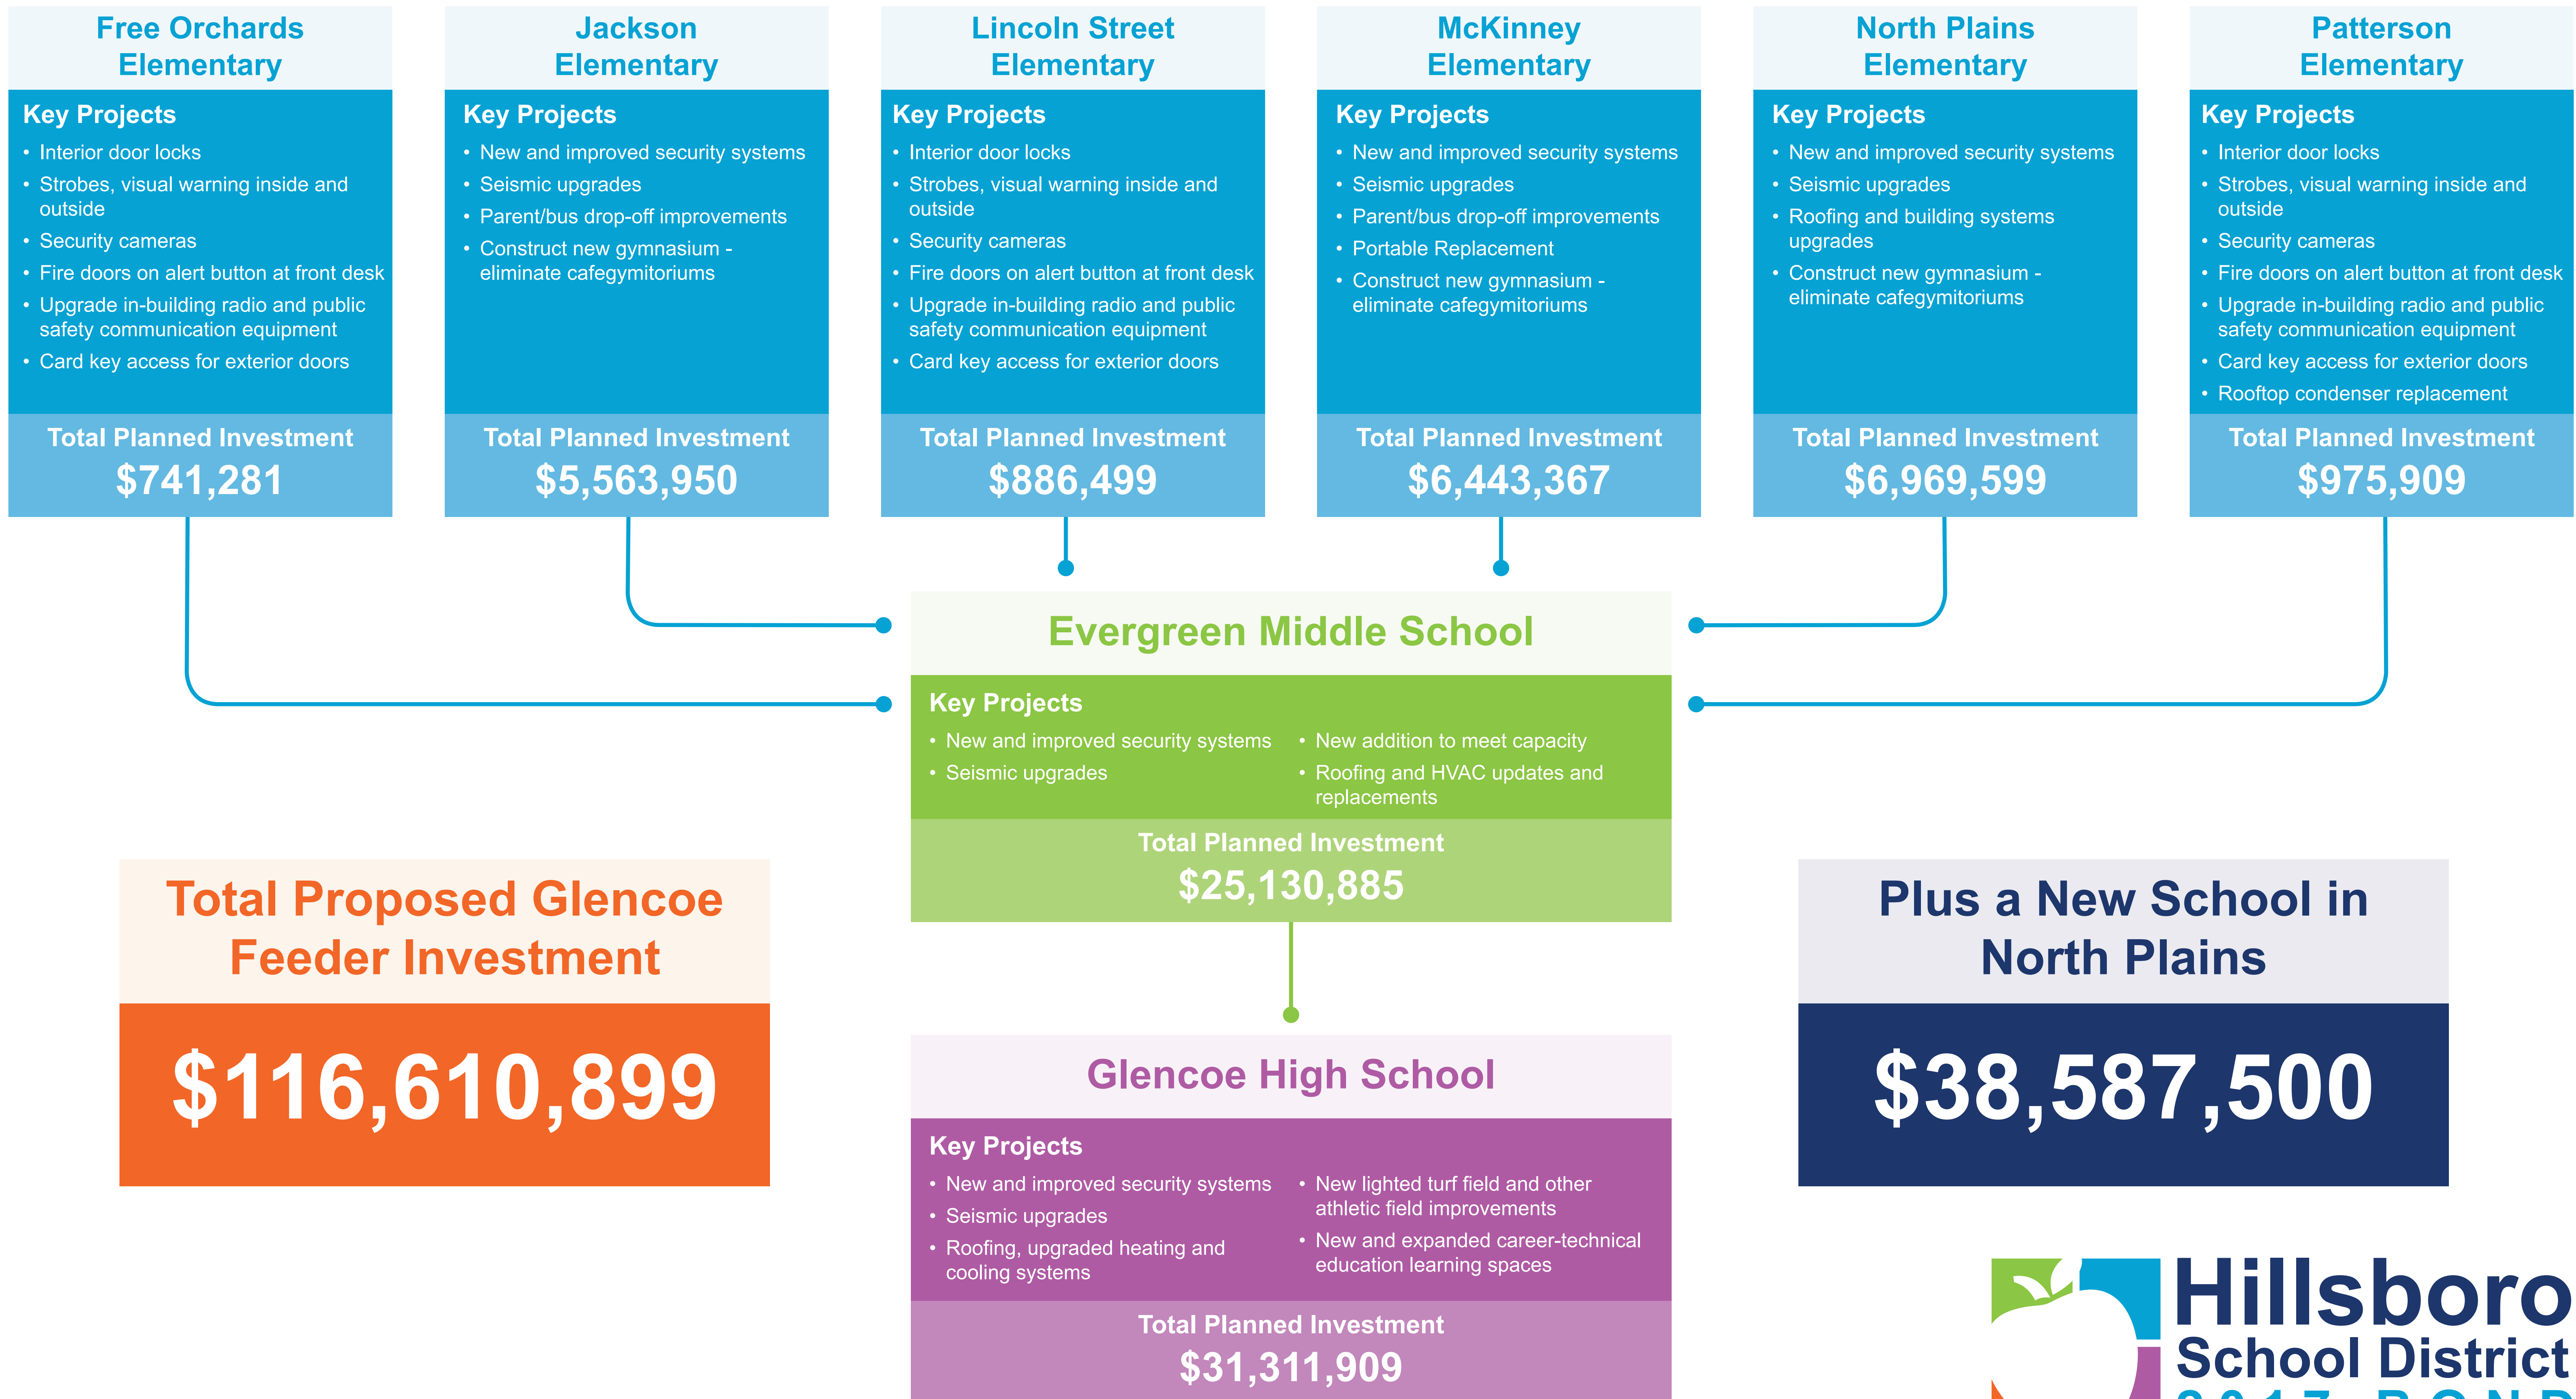 Free Orchards
Elementary
Key Projects
• Interior door locks
• Strobes, visual warning inside and
outside
• Security cameras
• Fire doors on alert button at front desk
• Upgrade in-building radio and public
safety communication equipment
• Card key access for exterior doors
Total Planned Investment
$741,281
Jackson
Elementary
Key Projects
• New and improved security systems
• Seismic upgrades
• Parent/bus drop-off improvements
• Construct new gymnasium -
eliminate cafegymitoriums
Total Planned Investment
$5,563,950
Lincoln Street
Elementary
Key Projects
• Interior door locks
• Strobes, visual warning inside and
outside
• Security cameras
• Fire doors on alert button at front desk
• Upgrade in-building radio and public
safety communication equipment
• Card key access for exterior doors
Total Planned Investment
$886,499
McKinney
Elementary
Key Projects
• New and improved security systems
• Seismic upgrades
• Parent/bus drop-off improvements
• Portable Replacement
• Construct new gymnasium -
eliminate cafegymitoriums
Total Planned Investment
$6,443,367
North Plains
Elementary
Key Projects
• New and improved security systems
• Seismic upgrades
• Roofing and building systems
upgrades
• Construct new gymnasium -
eliminate cafegymitoriums
Total Planned Investment
$6,969,599
Patterson
Elementary
Key Projects
• Interior door locks
• Strobes, visual warning inside and
outside
• Security cameras
• Fire doors on alert button at front desk
• Upgrade in-building radio and public
safety communication equipment
• Card key access for exterior doors
• Rooftop condenser replacement
Total Planned Investment
$975,909
Evergreen Middle School
Key Projects
• New and improved security systems
• Seismic upgrades
• New addition to meet capacity
• Roofing and HVAC updates and
replacements
Total Planned Investment
$25,130,885
Total Proposed Glencoe
Feeder Investment
$116,610,899
Glencoe High School
Key Projects
• New and improved security systems
• Seismic upgrades
• Roofing, upgraded heating and
cooling systems
• New lighted turf field and other
athletic field improvements
• New and expanded career-technical
education learning spaces
Total Planned Investment
$31,311,909
Plus a New School in
North Plains
$38,587,500
Hillsboro
School District
2017 BOND